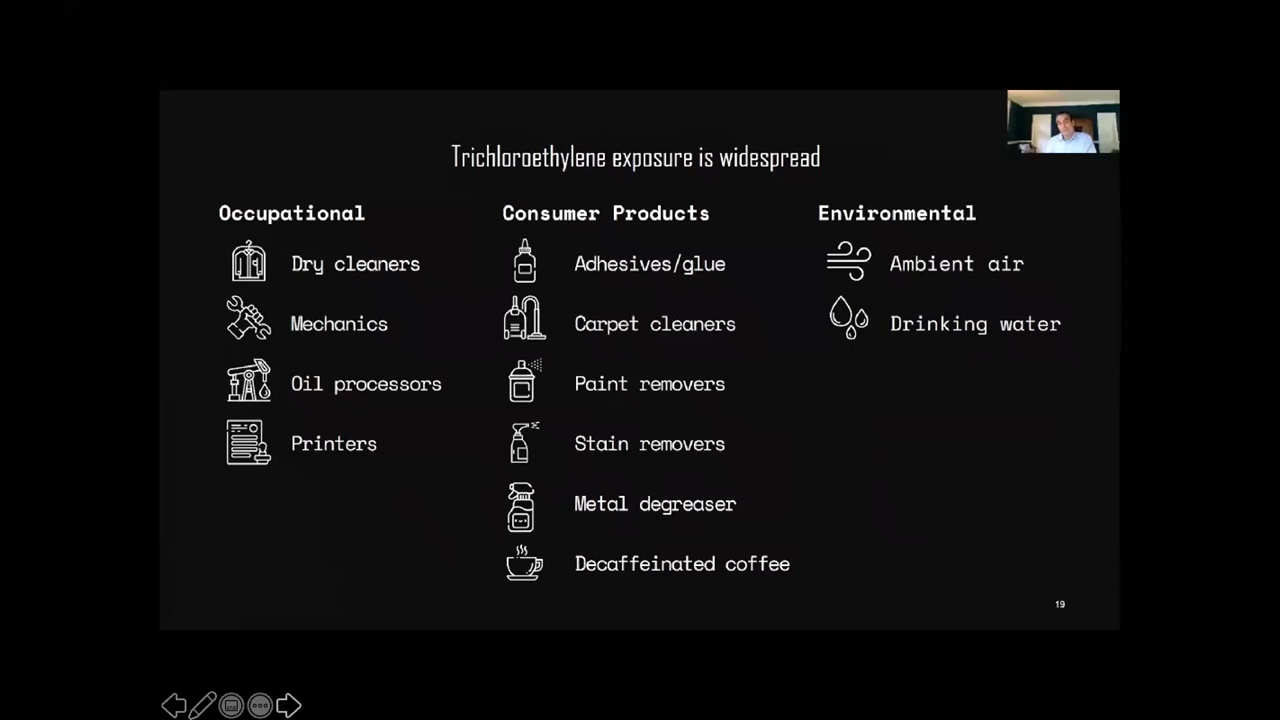 Trichloroethylene exposure is widespread
Occupational
Dry cleaners
Mechanics
Oil processors
Printers
Consumer Products
Adhesives/glue
Carpet cleaners
Paint removers
Stain removers
Metal degreaser
Decaffeinated coffee
Environmental
Ambient air
Drinking water
19